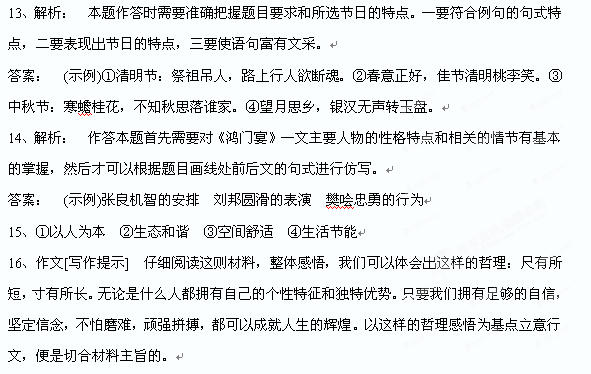 13、解析： 本题作答时需要准确把握题目要求和所选节日的特点。一要符合例句的句式特
点，二要表现出节日的特点，三要使语句富有文采。
答案： (示例)①清明节：祭祖吊人，路上行人欲断魂。②春意正好，佳节清明桃李笑。③
中秋节：寒蟾桂花，不知秋思落谁家。④望月思乡，银汉无声转玉盘。
14、解析： 作答本题首先需要对《鸿门宴》一文主要人物的性格特点和相关的情节有基本
的掌握，然后才可以根据题目画线处前后文的句式进行仿写。
答案： (示例)张良机智的安排 刘邦圆滑的表演 樊哙忠勇的行为
15、①以人为本 ②生态和谐 ③空间舒适 ④生活节能
16、作文[写作提示] 仔细阅读这则材料，整体感悟，我们可以体会出这样的哲理：尺有所
短，寸有所长。无论是什么人都拥有自己的个性特征和独特优势。只要我们拥有足够的自信，
坚定信念，不怕磨难，顽强拼搏，都可以成就人生的辉煌。以这样的哲理感悟为基点立意行
文，便是切合材料主旨的。